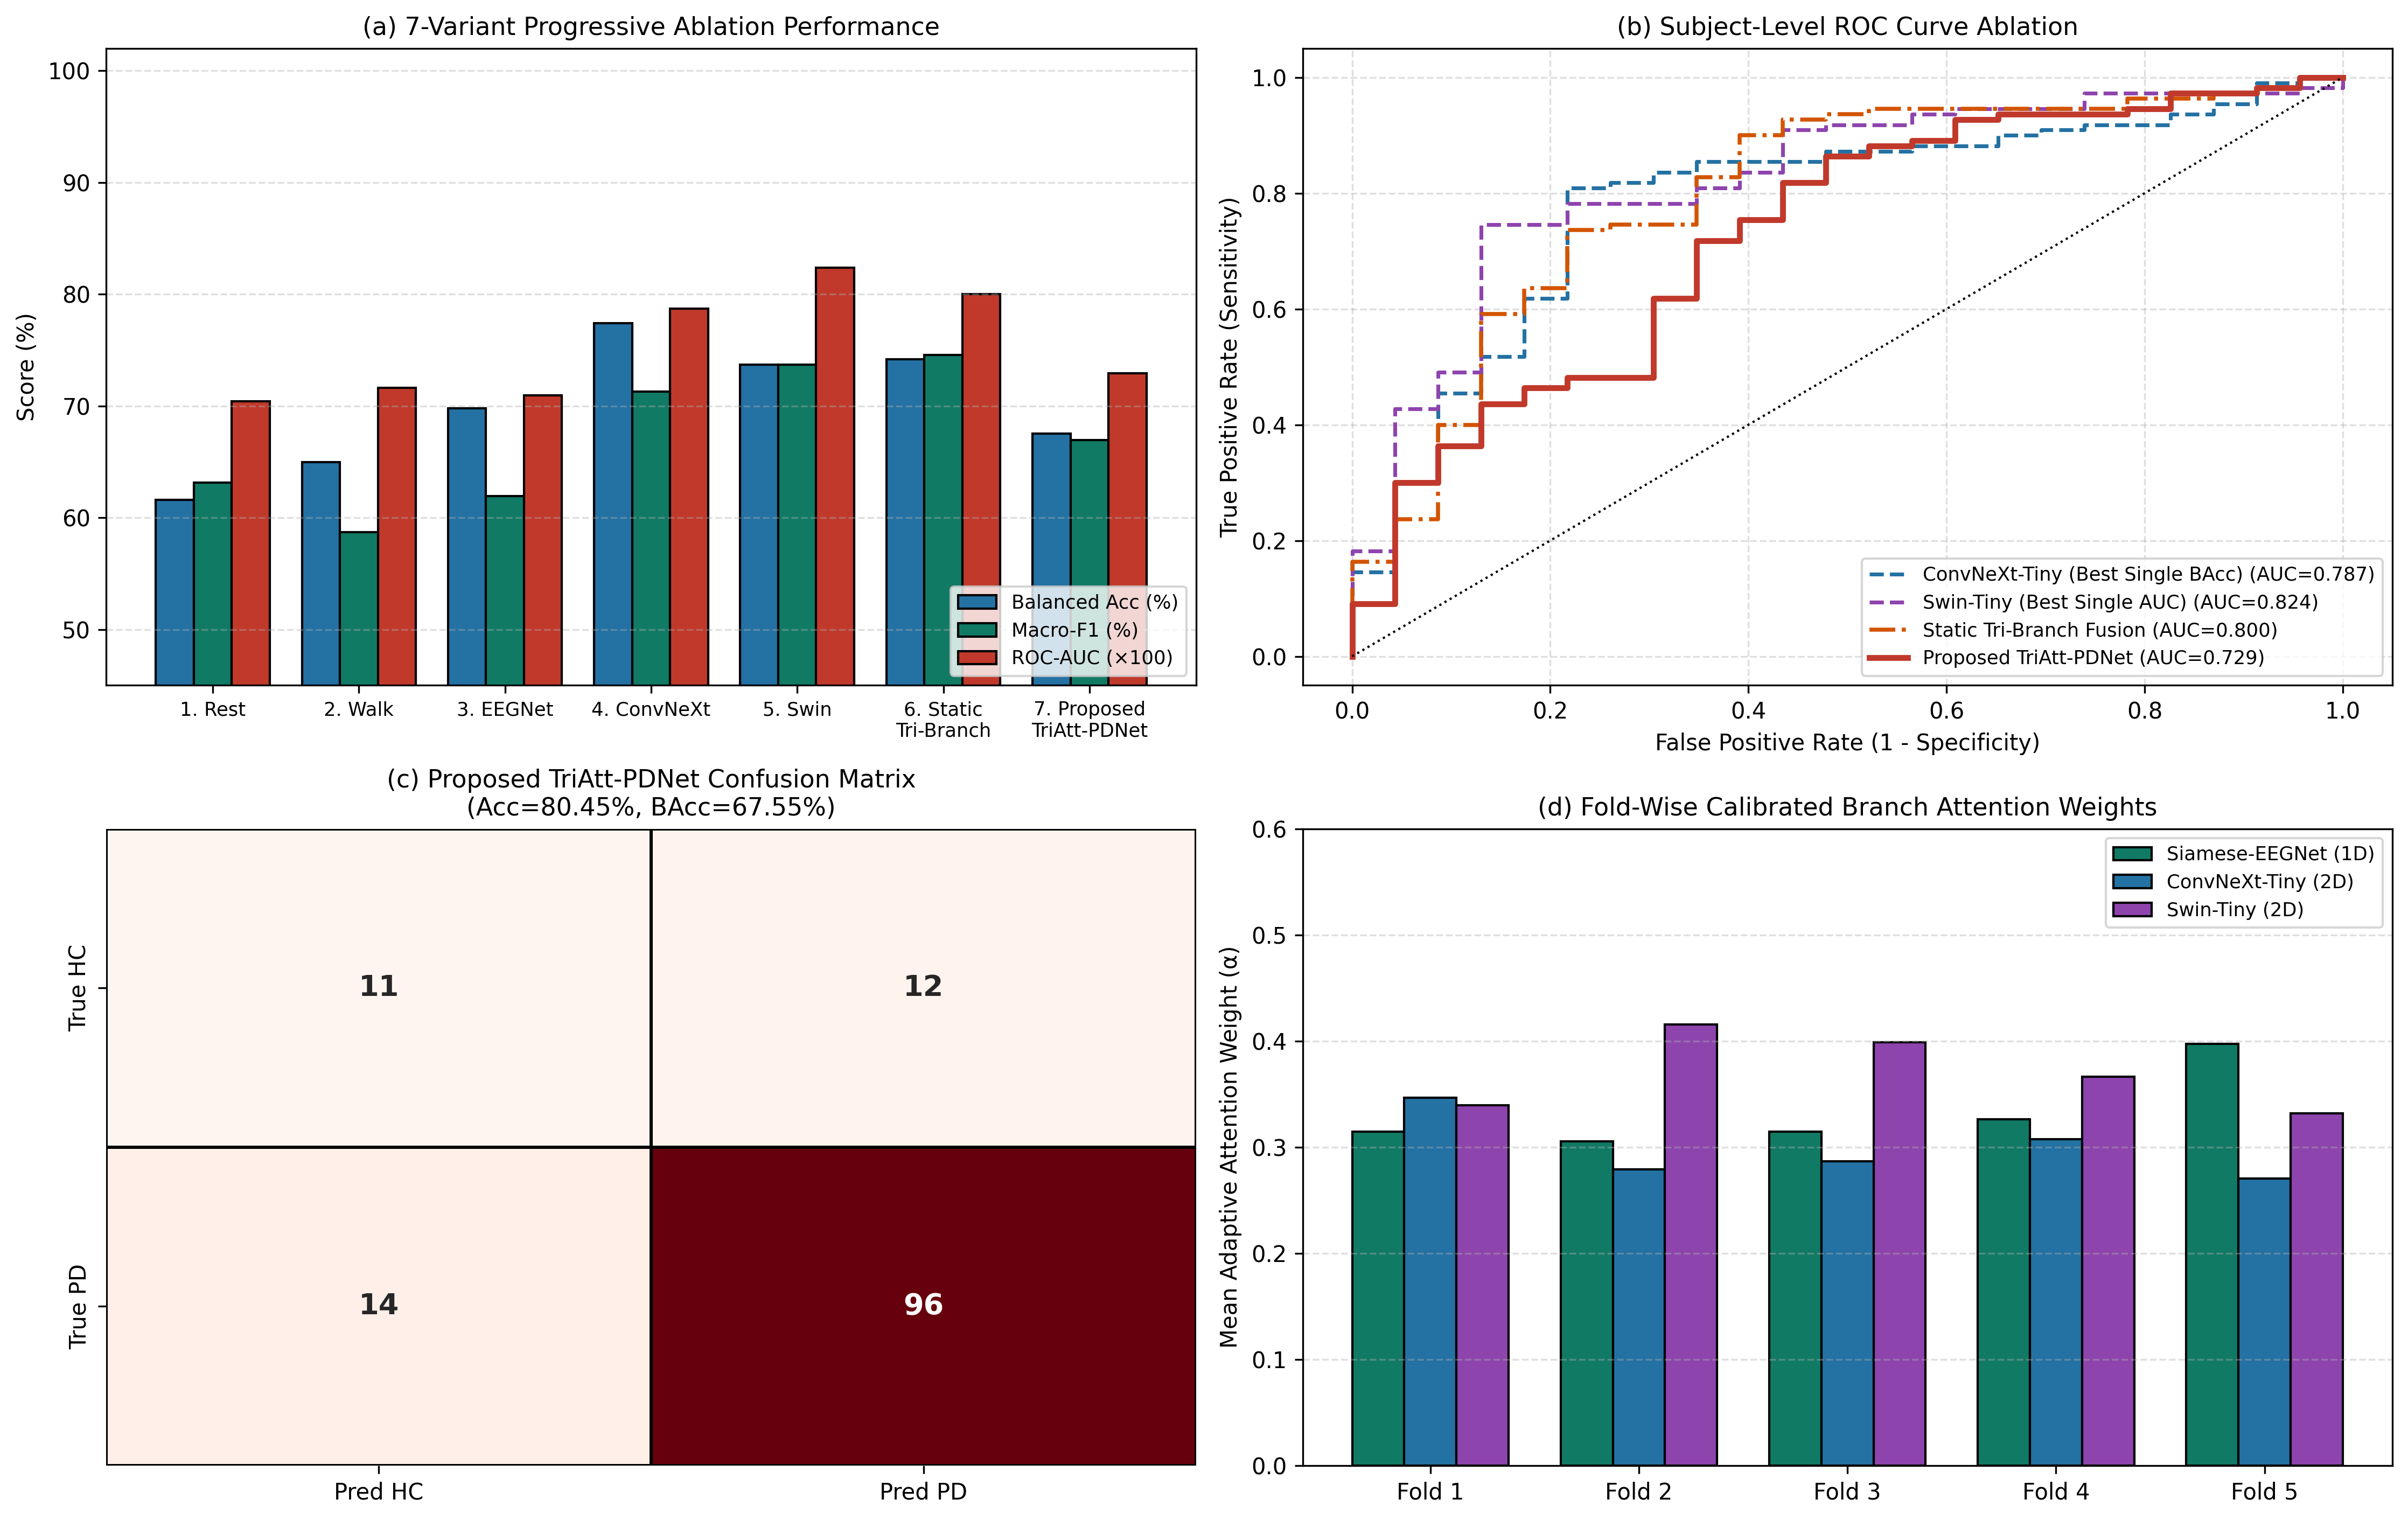 (a) 7-Variant Progressive Ablation Performance
Score (%)
100
90
80
70
60
50
1. Rest
2. Walk
3. EEGNet
4. ConvNeXt
5. Swin
6. Static
Tri-Branch
7. Proposed
TriAtt-PDNet
Balanced Acc (%)
Macro-F1 (%)
ROC-AUC (×100)
(b) Subject-Level ROC Curve Ablation
True Positive Rate (Sensitivity)
1.0
0.8
0.6
0.4
0.2
0.0
0.0
0.2
0.4
0.6
0.8
1.0
False Positive Rate (1 - Specificity)
ConvNeXt-Tiny (Best Single BAcc) (AUC=0.787)
Swin-Tiny (Best Single AUC) (AUC=0.824)
Static Tri-Branch Fusion (AUC=0.800)
Proposed TriAtt-PDNet (AUC=0.729)
(c) Proposed TriAtt-PDNet Confusion Matrix
(Acc=80.45%, BAcc=67.55%)
True HC
11
12
True PD
14
96
Pred HC
Pred PD
(d) Fold-Wise Calibrated Branch Attention Weights
Mean Adaptive Attention Weight (α)
0.6
0.5
0.4
0.3
0.2
0.1
0.0
Fold 1
Fold 2
Fold 3
Fold 4
Fold 5
Siamese-EEGNet (1D)
ConvNeXt-Tiny (2D)
Swin-Tiny (2D)